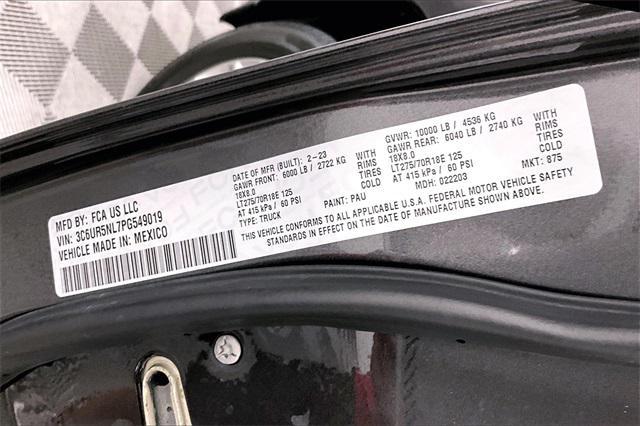 MFD BY: FCA US LLC
VIN: 3C6UR5NL7PG549019
VEHICLE MADE IN: MEXICO
DATE OF MFR (BUILT): 2-23
GAWR FRONT: 6000 LB / 2722 KG WITH
18X8.0 RIMS
LT275/70R18E 125 TIRES
AT 415 kPa / 60 PSI COLD
TYPE: TRUCK PAINT: PAU
GVWR: 10000 LB / 4536 KG
GAWR REAR: 6040 LB / 2740 KG WITH
18X8.0 RIMS
LT275/70R18E 125 TIRES
AT 415 kPa / 60 PSI COLD
MDH: 022203 MKT: 875
VEHICLE CONFORMS TO ALL APPLICABLE U.S.A. FEDERAL MOTOR VEHICLE SAFETY
STANDARDS IN EFFECT ON THE DATE OF MANUFACTURE SHOWN ABOVE.